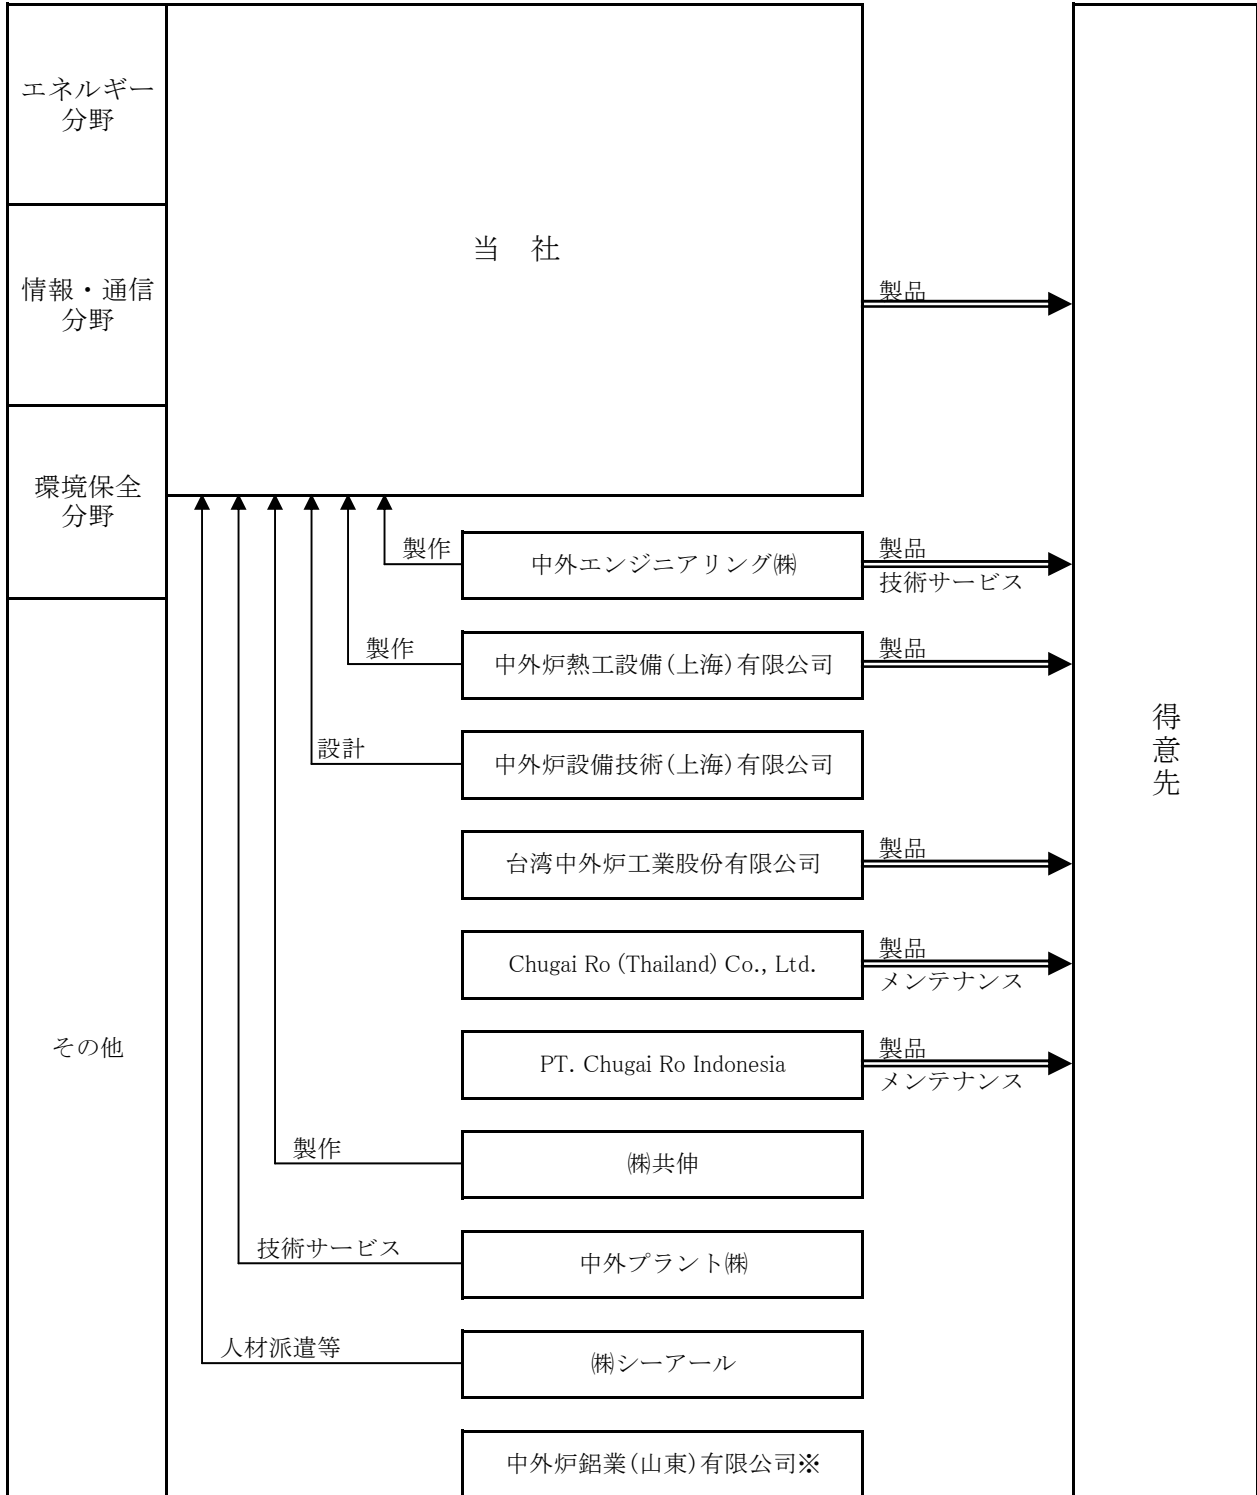 エネルギー
分野
情報・通信
分野
環境保全
分野
その他
当 社
製品
製作
中外エンジニアリング㈱
製品
技術サービス
製作
中外炉熱工設備(上海)有限公司
製品
設計
中外炉設備技術(上海)有限公司
台湾中外炉工業股份有限公司
製品
Chugai Ro (Thailand) Co., Ltd.
製品
メンテナンス
PT. Chugai Ro Indonesia
製品
メンテナンス
製作
㈱共伸
技術サービス
中外プラント㈱
人材派遣等
㈱シーアール
中外炉鋁業(山東)有限公司※
得意先